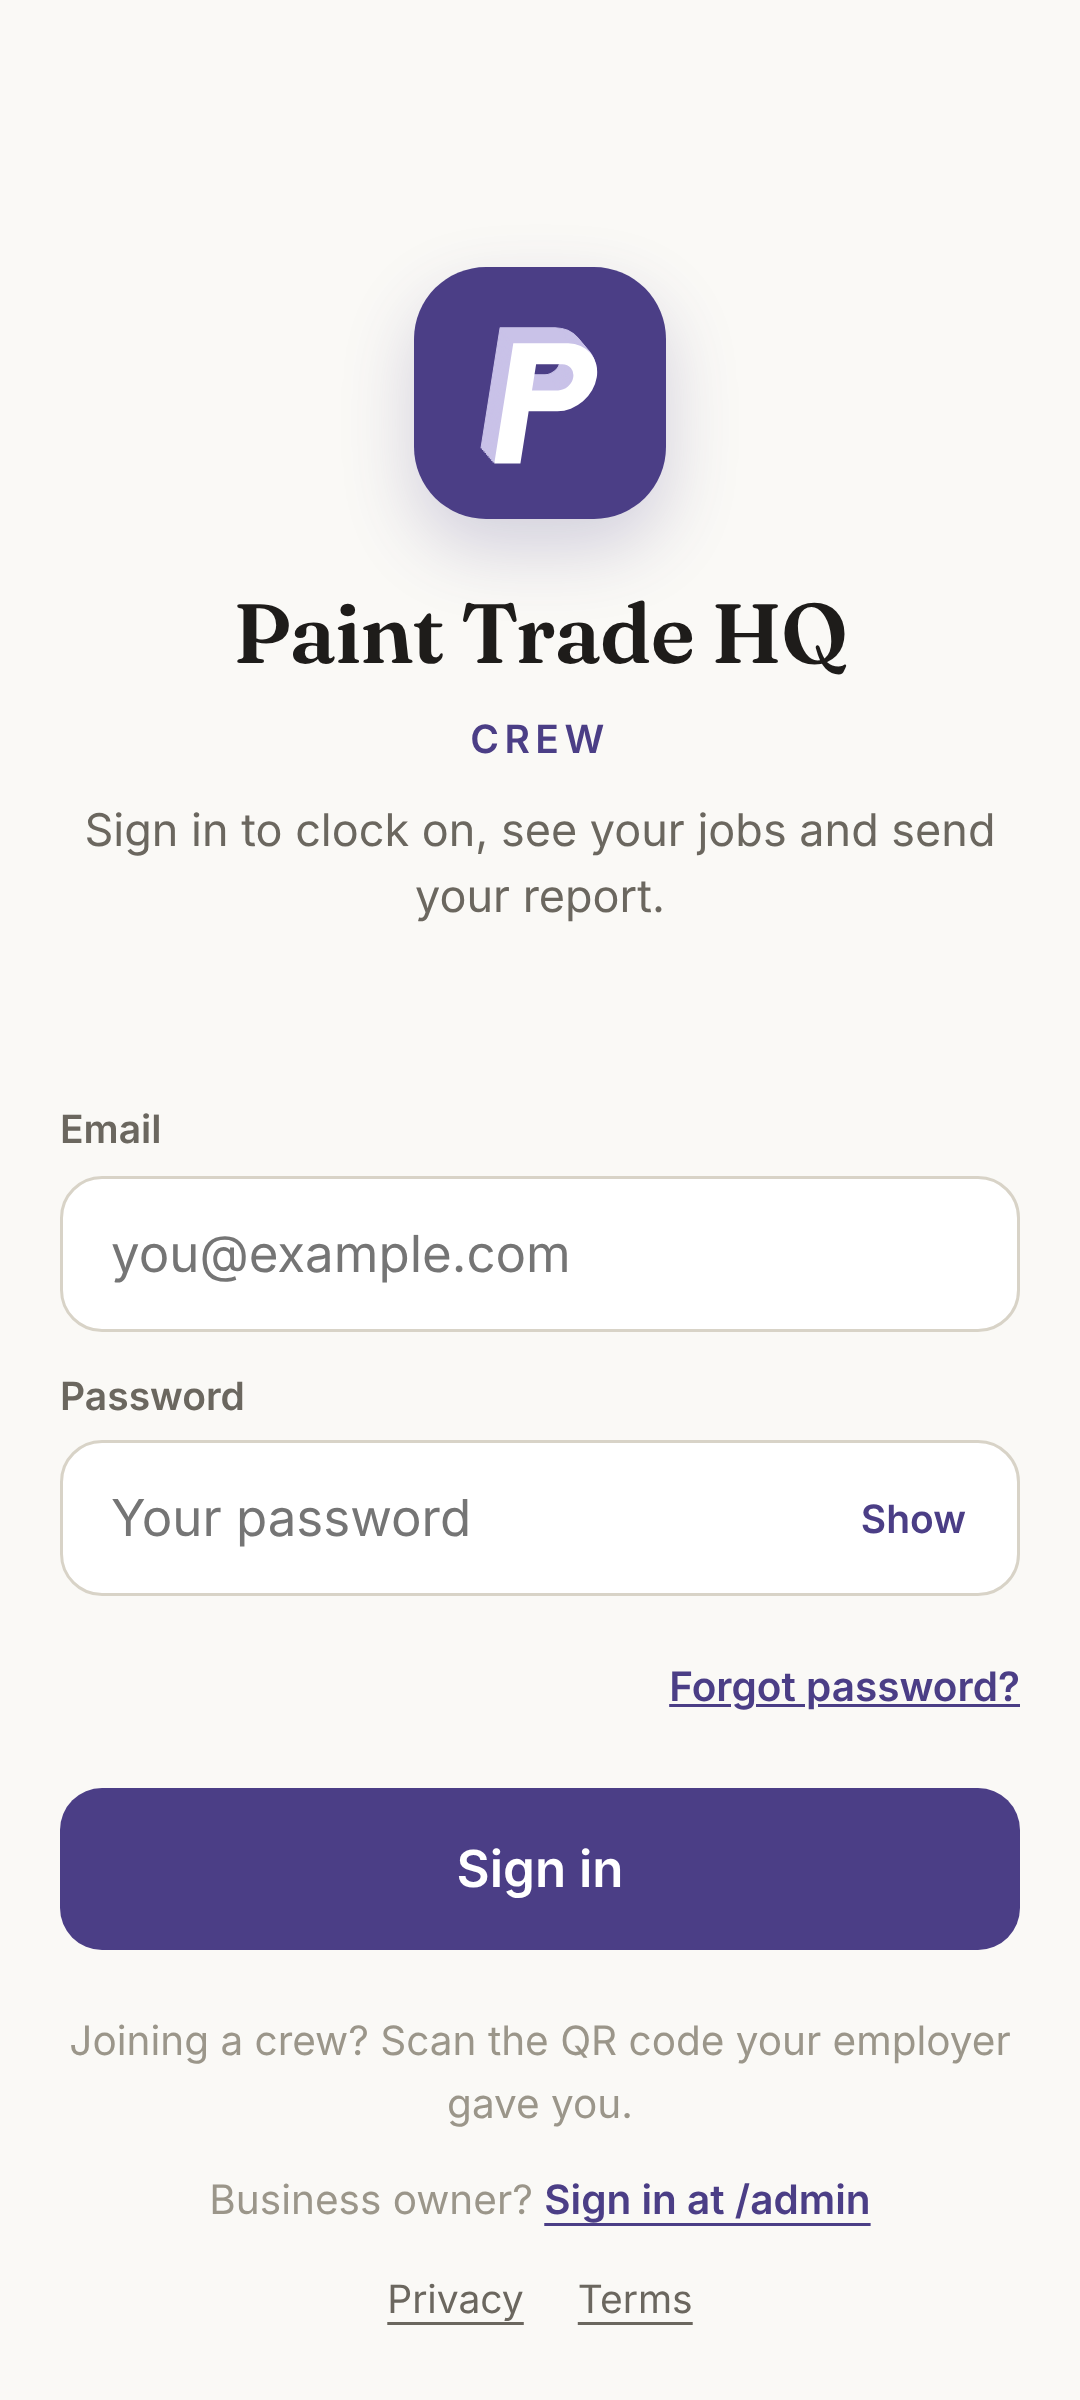 P
Paint Trade HQ
CREW
Sign in to clock on, see your jobs and send
your report.
Email
you@example.com
Password
Your password
Show
Forgot password?
Sign in
Joining a crew? Scan the QR code your employer
gave you.
Business owner? Sign in at /admin
Privacy Terms